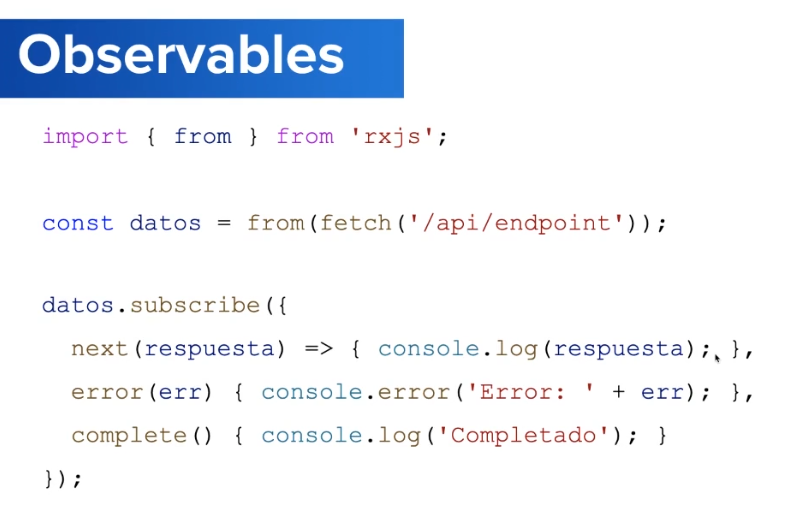 Observables
import { from } from 'rxjs';
const datos = from(fetch('/api/endpoint'));
datos.subscribe({
next(respuesta) => { console.log(respuesta); },
error(err) { console.error('Error: ' + err); },
complete() { console.log('Completado'); }
});